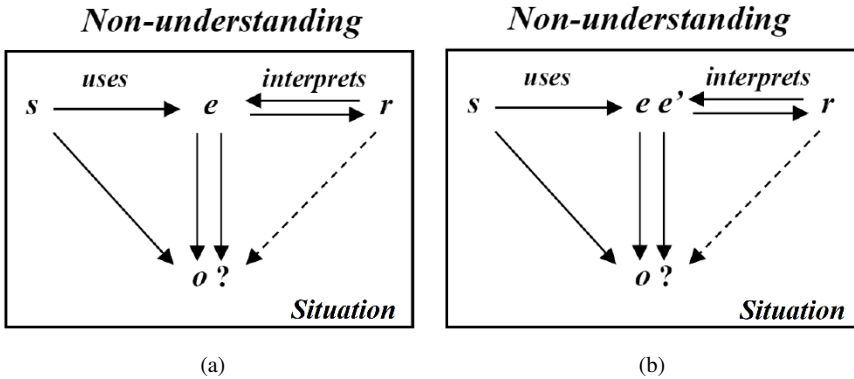 Non-understanding
uses interprets
s e r
o ?
Situation
(a)
Non-understanding
uses interprets
s e e’ r
o ?
Situation
(b)